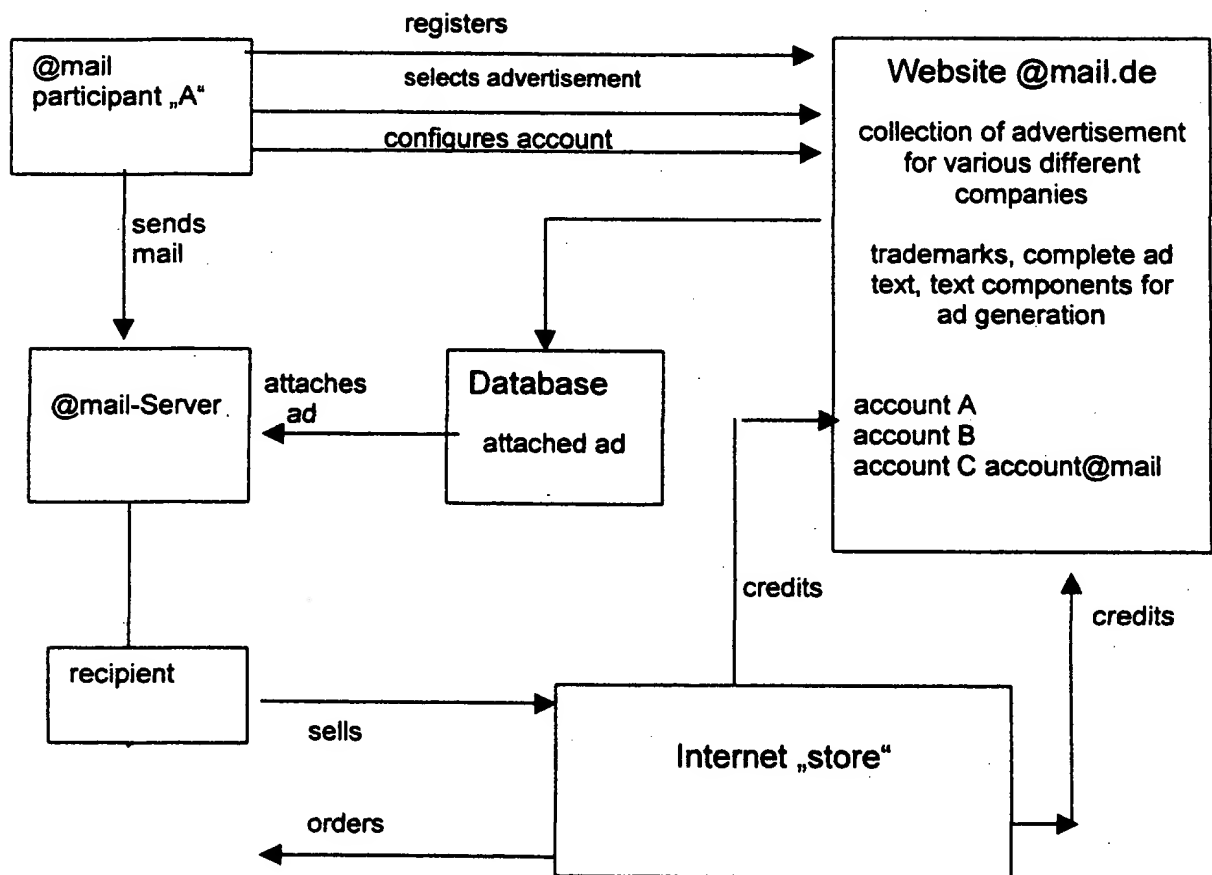 registers
@mail
participant „A“
selects advertisement
configures account
Website @mail.de
collection of advertisement
for various different
companies
trademarks, complete ad
text, text components for
ad generation
account A
account B
account C account@mail
sends
mail
@mail-Server
attaches
ad
Database
attached ad
credits
credits
recipient
sells
Internet „store“
orders